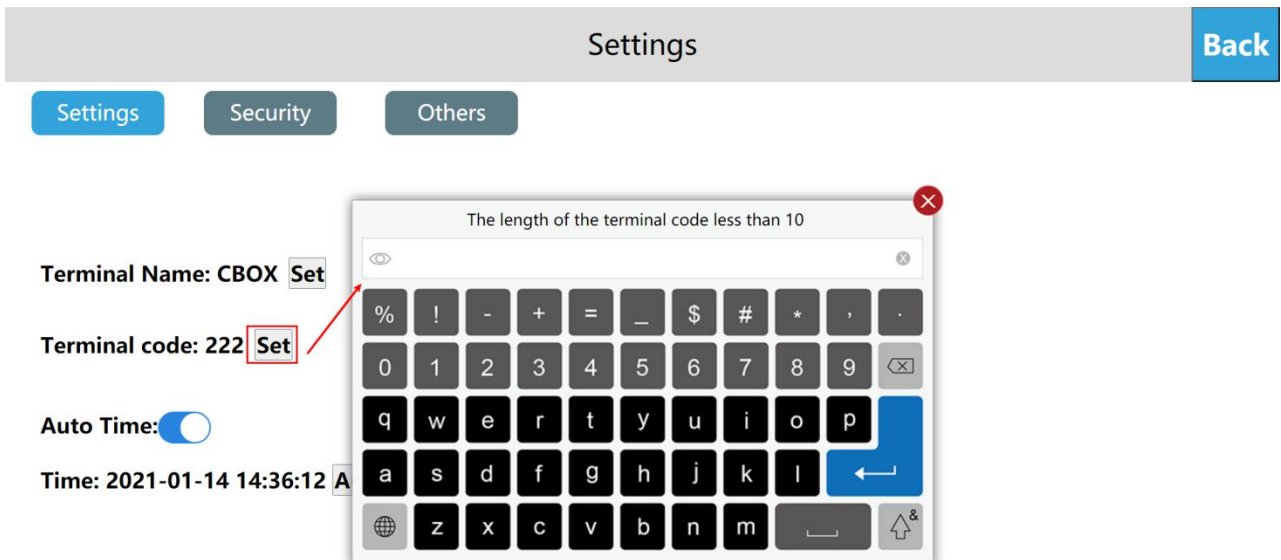 Settings
Back
Settings
Security
Others
The length of the terminal code less than 10
Terminal Name: CBOX Set
Terminal code: 222 Set
Auto Time:
Time: 2021-01-14 14:36:12 A
% ! - + = _ $ # * , .
0 1 2 3 4 5 6 7 8 9
q w e r t y u i o p
a s d f g h j k l
z x c v b n m &